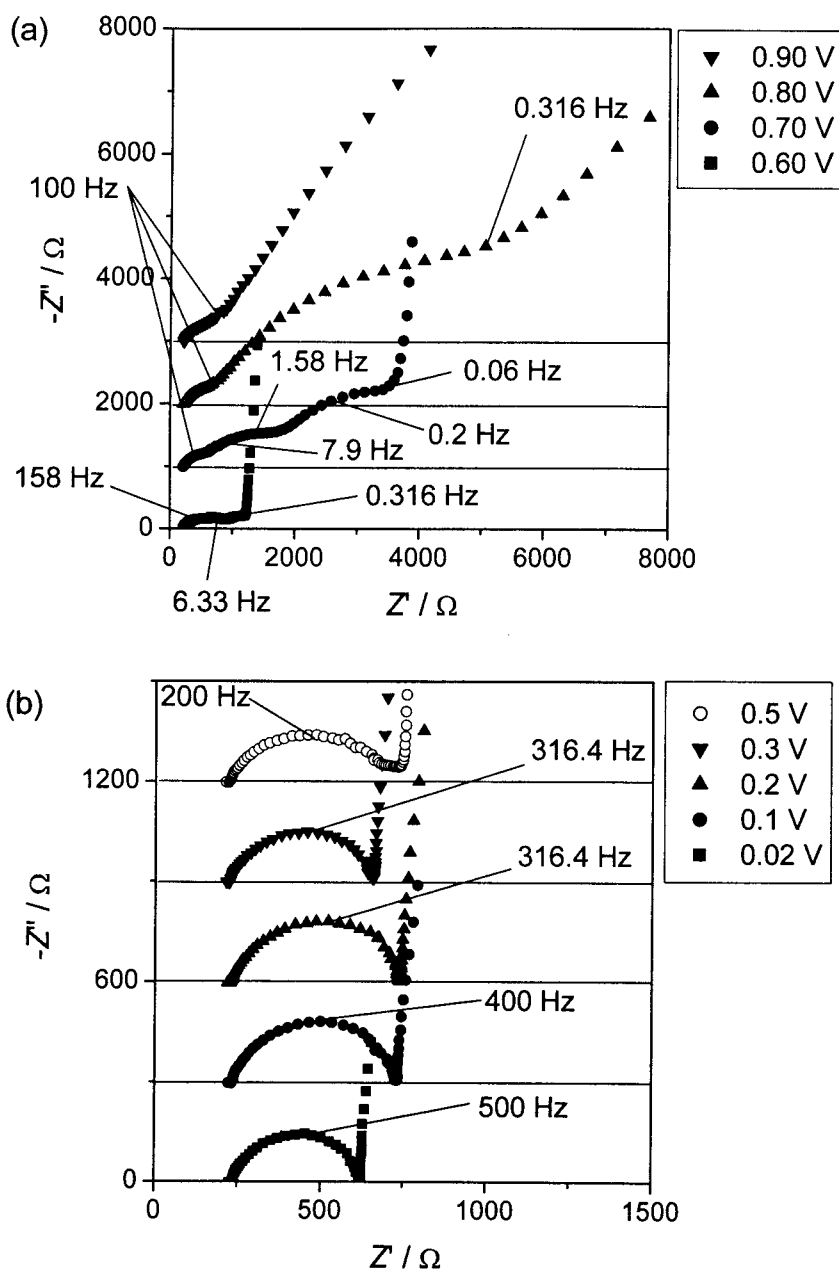 (a)
8000
6000
4000
2000
0
-Z" / Ω
0
2000
4000
6000
8000
Z' / Ω
100 Hz
158 Hz
6.33 Hz
7.9 Hz
1.58 Hz
0.2 Hz
0.06 Hz
0.316 Hz
0.316 Hz
0.90 V
0.80 V
0.70 V
0.60 V
(b)
1200
600
0
-Z" / Ω
0
500
1000
1500
Z' / Ω
200 Hz
316.4 Hz
316.4 Hz
400 Hz
500 Hz
0.5 V
0.3 V
0.2 V
0.1 V
0.02 V